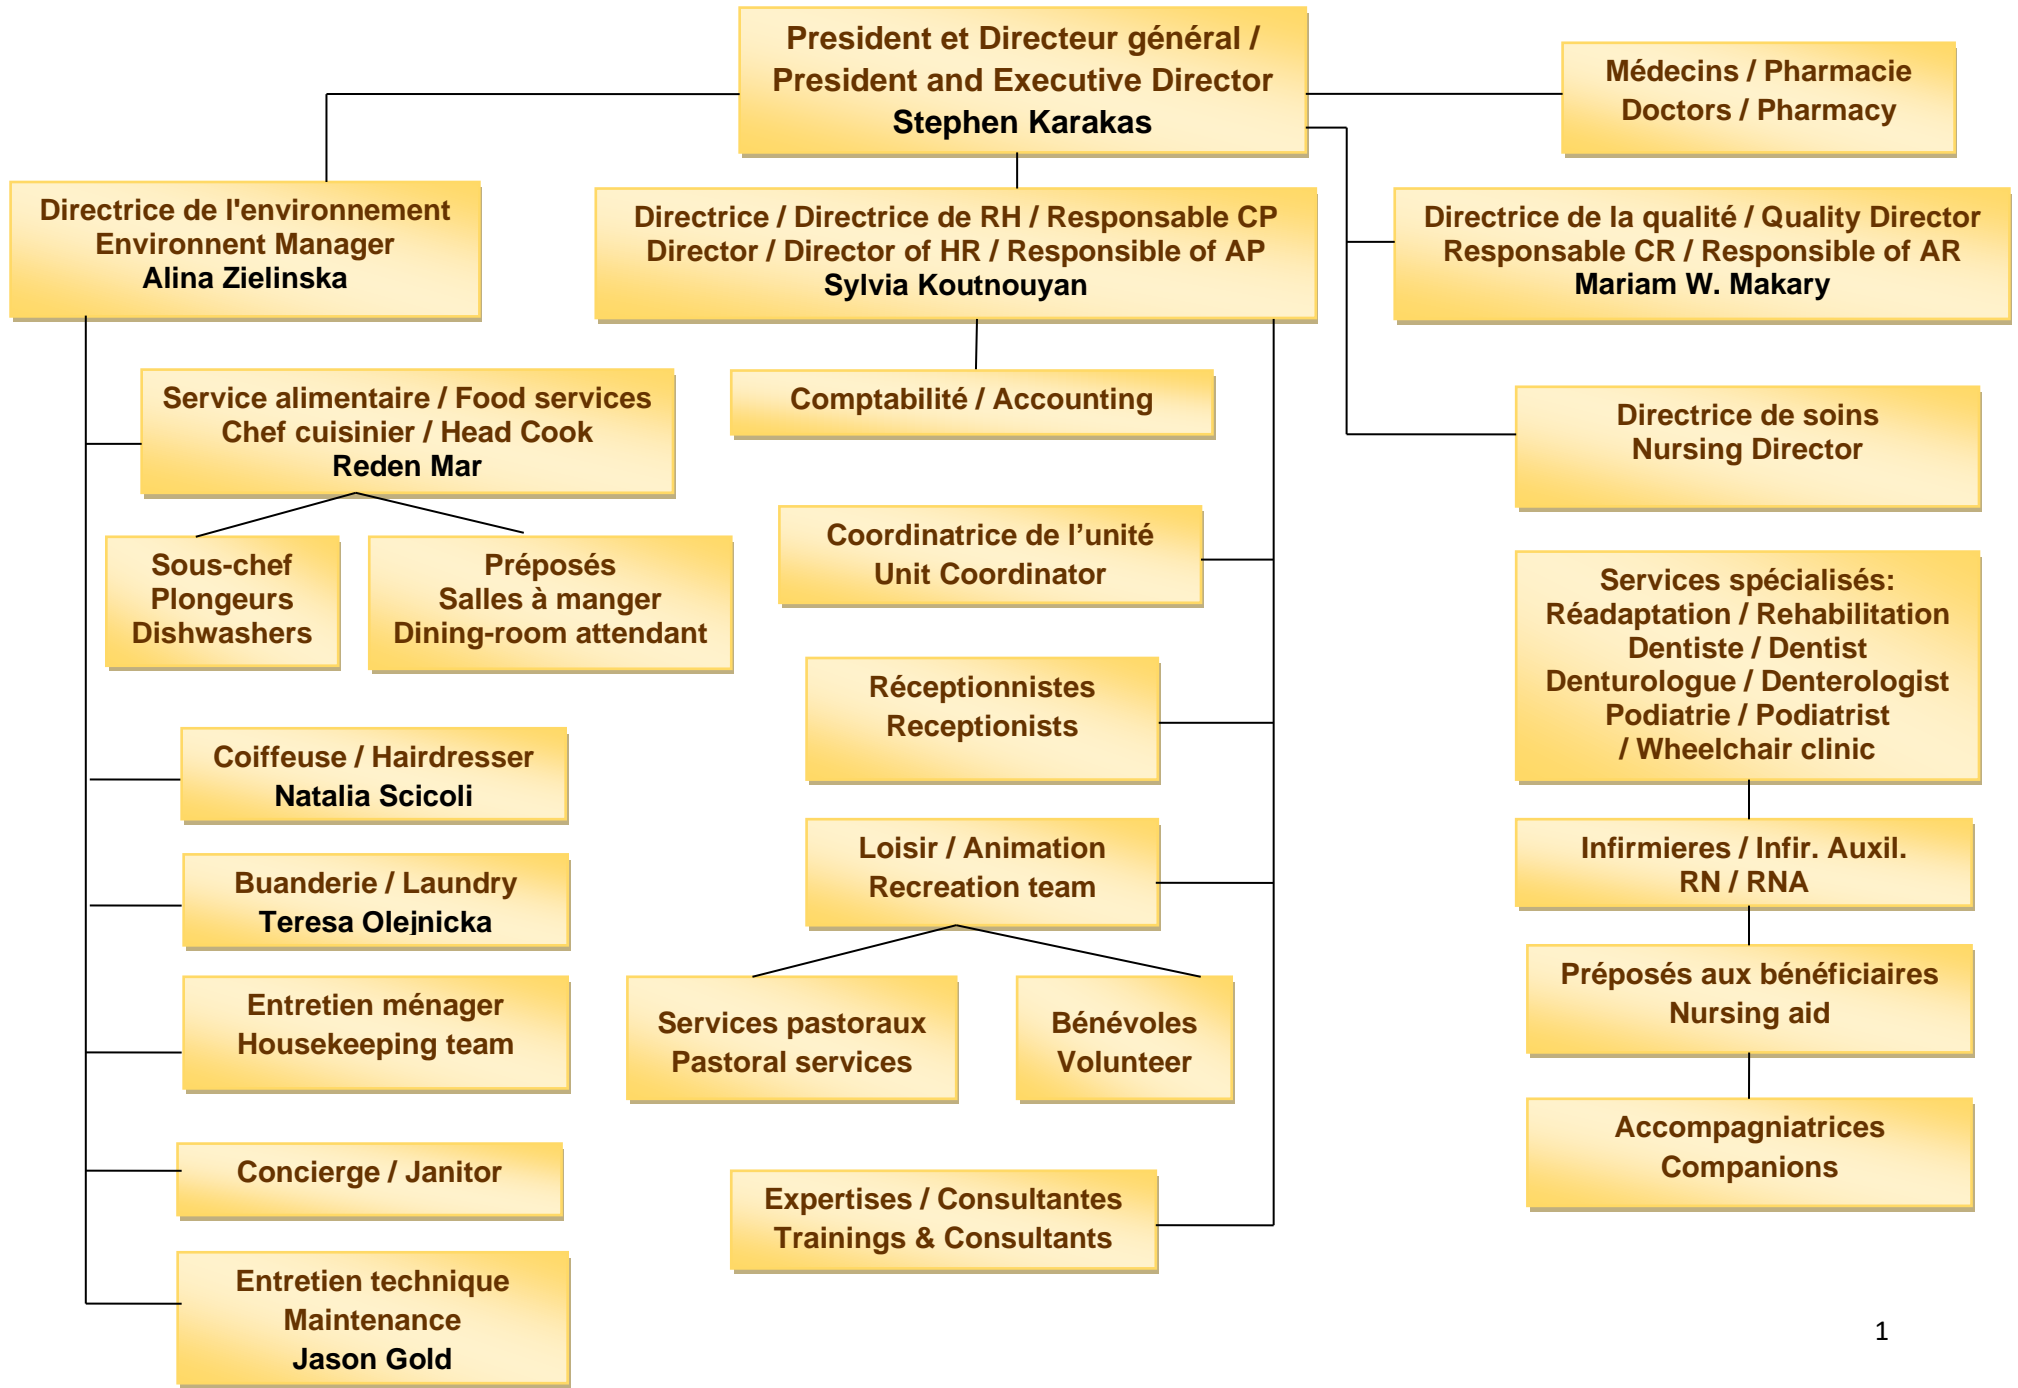 President et Directeur général /
President and Executive Director
Stephen Karakas
Médecins / Pharmacie
Doctors / Pharmacy
Directrice de l'environnement
Environnent Manager
Alina Zielinska
Directrice / Directrice de RH / Responsable CP
Director / Director of HR / Responsible of AP
Sylvia Koutnouyan
Directrice de la qualité / Quality Director
Responsable CR / Responsible of AR
Mariam W. Makary
Service alimentaire / Food services
Chef cuisinier / Head Cook
Reden Mar
Comptabilité / Accounting
Directrice de soins
Nursing Director
Sous-chef
Plongeurs
Dishwashers
Préposés
Salles à manger
Dining-room attendant
Coordinatrice de l’unité
Unit Coordinator
Services spécialisés:
Réadaptation / Rehabilitation
Dentiste / Dentist
Denturologue / Denterologist
Podiatrie / Podiatrist
/ Wheelchair clinic
Réceptionnistes
Receptionists
Coiffeuse / Hairdresser
Natalia Scicoli
Loisir / Animation
Recreation team
Infirmieres / Infir. Auxil.
RN / RNA
Buanderie / Laundry
Teresa Olejnicka
Entretien ménager
Housekeeping team
Services pastoraux
Pastoral services
Bénévoles
Volunteer
Préposés aux bénéficiaires
Nursing aid
Concierge / Janitor
Accompagniatrices
Companions
Expertises / Consultantes
Trainings & Consultants
Entretien technique
Maintenance
Jason Gold
1